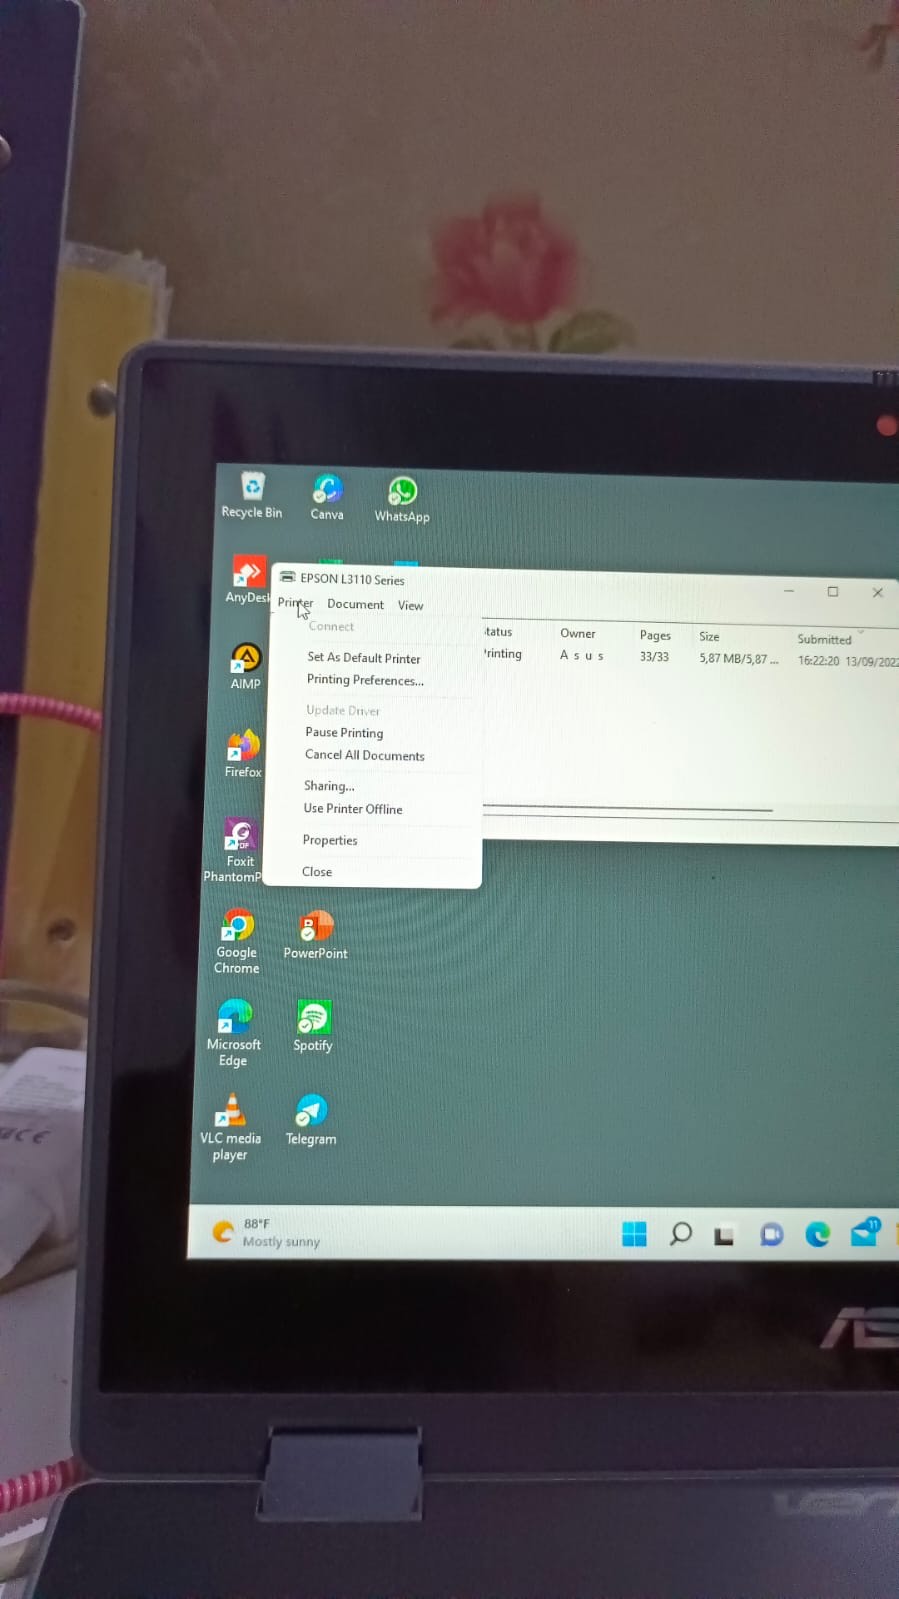 Recycle Bin
Canva
WhatsApp
AnyDesk
EPSON L3110 Series
Printer Document View
Connect
Set As Default Printer
Printing Preferences...
Update Driver
Pause Printing
Cancel All Documents
Sharing...
Use Printer Offline
Properties
Close
tatus Owner Pages Size Submitted
Printing A s u s 33/33 5,87 MB/5,87 ... 16:22:20 13/09/2022
AIMP
Firefox
Foxit
PhantomP
Google
Chrome
PowerPoint
Microsoft
Edge
Spotify
VLC media
player
Telegram
88°F
Mostly sunny
11